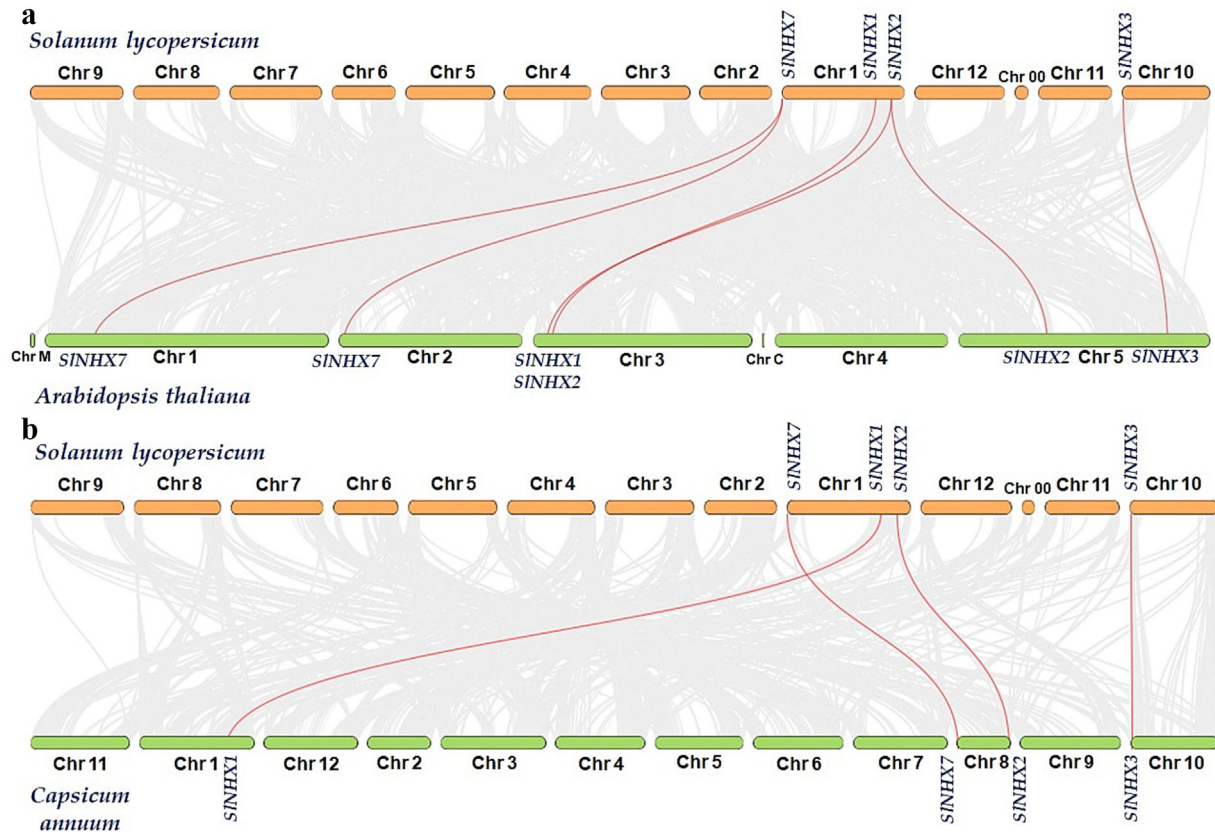 a
Solanum lycopersicum
SlNHX7
SlNHX1
SlNHX2
SlNHX3
Chr 9 Chr 8 Chr 7 Chr 6 Chr 5 Chr 4 Chr 3 Chr 2 Chr 1 Chr 12 Chr 00 Chr 11 Chr 10
Chr M Chr 1 Chr 2 Chr 3 Chr C Chr 4 Chr 5
SlNHX7 SlNHX7 SlNHX1 SlNHX2 SlNHX3
SlNHX2
Arabidopsis thaliana
b
Solanum lycopersicum
SlNHX7
SlNHX1
SlNHX2
SlNHX3
Chr 9 Chr 8 Chr 7 Chr 6 Chr 5 Chr 4 Chr 3 Chr 2 Chr 1 Chr 12 Chr 00 Chr 11 Chr 10
Chr 11 Chr 1 Chr 12 Chr 2 Chr 3 Chr 4 Chr 5 Chr 6 Chr 7 Chr 8 Chr 9 Chr 10
SlNHX1
SlNHX7
SlNHX2
SlNHX3
Capsicum
annuum